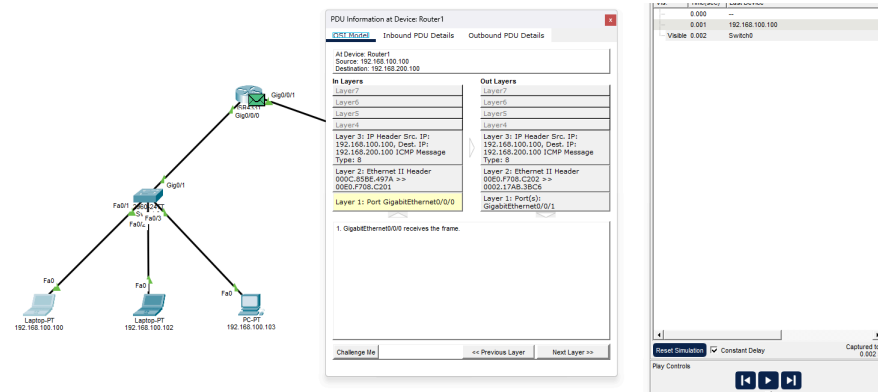 PDU Information at Device: Router1
OSI Model Inbound PDU Details Outbound PDU Details
At Device: Router1
Source: 192.168.100.100
Destination: 192.168.200.100
In Layers
Layer7
Layer6
Layer5
Layer4
Layer 3: IP Header Src. IP:
192.168.100.100, Dest. IP:
192.168.200.100 ICMP Message
Type: 8
Layer 2: Ethernet II Header
000C.85BE.497A >>
00E0.F708.C201
Layer 1: Port GigabitEthernet0/0/0
Out Layers
Layer7
Layer6
Layer5
Layer4
Layer 3: IP Header Src. IP:
192.168.100.100, Dest. IP:
192.168.200.100 ICMP Message
Type: 8
Layer 2: Ethernet II Header
00E0.F708.C202 >>
0002.17AB.3BC6
Layer 1: Port(s):
GigabitEthernet0/0/1
1. GigabitEthernet0/0/0 receives the frame.
Challenge Me << Previous Layer Next Layer >>
Gig0/0/1
Gig0/0/0
Gig0/1
Fa0/1
Fa0/3
Fa0
Fa0
Fa0
Laptop-PT
192.168.100.100
Laptop-PT
192.168.100.102
PC-PT
192.168.100.103
0.000 --
0.001 192.168.100.100
Visible 0.002 Switch0
Reset Simulation Constant Delay
Captured to
0.002
Play Controls